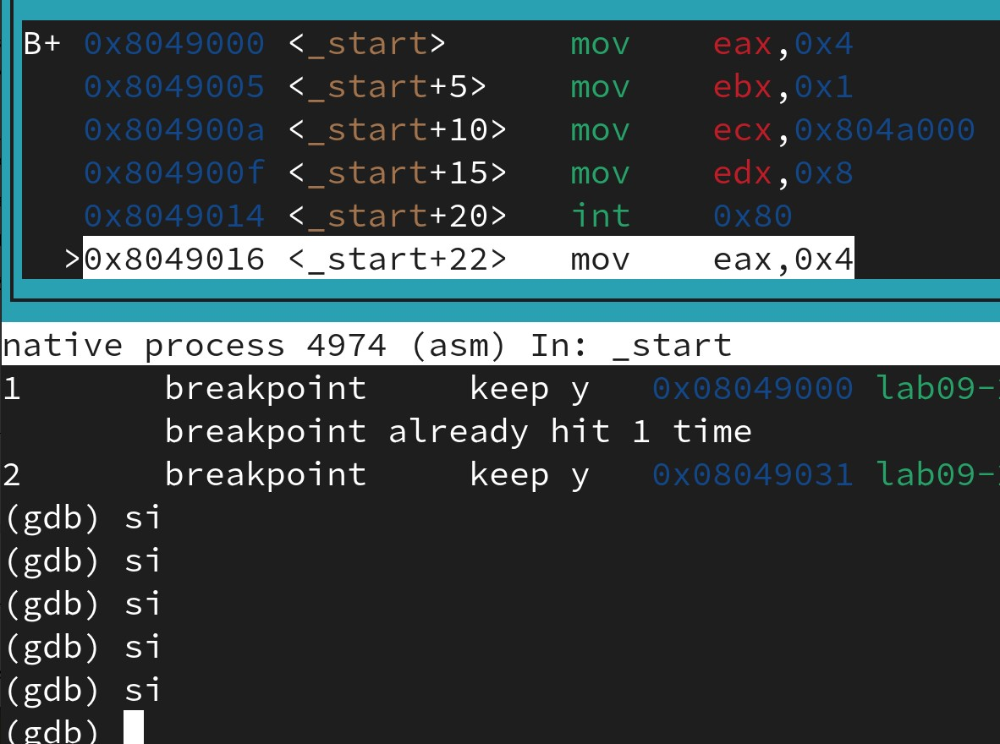 B+ 0x8049000 <_start> mov eax,0x4
0x8049005 <_start+5> mov ebx,0x1
0x804900a <_start+10> mov ecx,0x804a000
0x804900f <_start+15> mov edx,0x8
0x8049014 <_start+20> int 0x80
>0x8049016 <_start+22> mov eax,0x4
native process 4974 (asm) In: _start
1 breakpoint keep y 0x08049000 lab09-
breakpoint already hit 1 time
2 breakpoint keep y 0x08049031 lab09-
(gdb) si
(gdb) si
(gdb) si
(gdb) si
(gdb) si
(gdb)